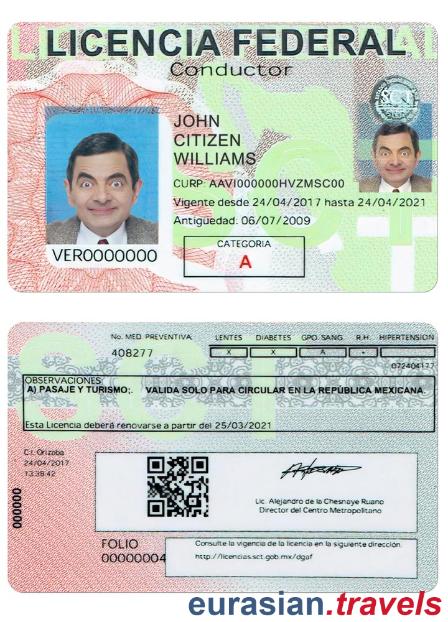 LICENCIA FEDERAL
Conductor
JOHN
CITIZEN
WILLIAMS
CURP: AAVI000000HVZMSC00
Vigente desde 24/04/2017 hasta 24/04/2021
Antigüedad: 06/07/2009
CATEGORIA
A
VER0000000
No. MED. PREVENTIVA: LENTES DIABETES GPO. SANG. R.H. HIPERTENSION
408277 X X A -
072404177
OBSERVACIONES
A) PASAJE Y TURISMO;. VALIDA SOLO PARA CIRCULAR EN LA REPÚBLICA MEXICANA.
Esta Licencia deberá renovarse a partir del 25/03/2021
C.I. Orizaba
24/04/2017
13:38:42
000000
Lic. Alejandro de la Chesnaye Ruano
Director del Centro Metropolitano
FOLIO
00000004
Consulte la vigencia de la licencia en la siguiente dirección.
http://licencias.sct.gob.mx/dgaf
eurasian.travels